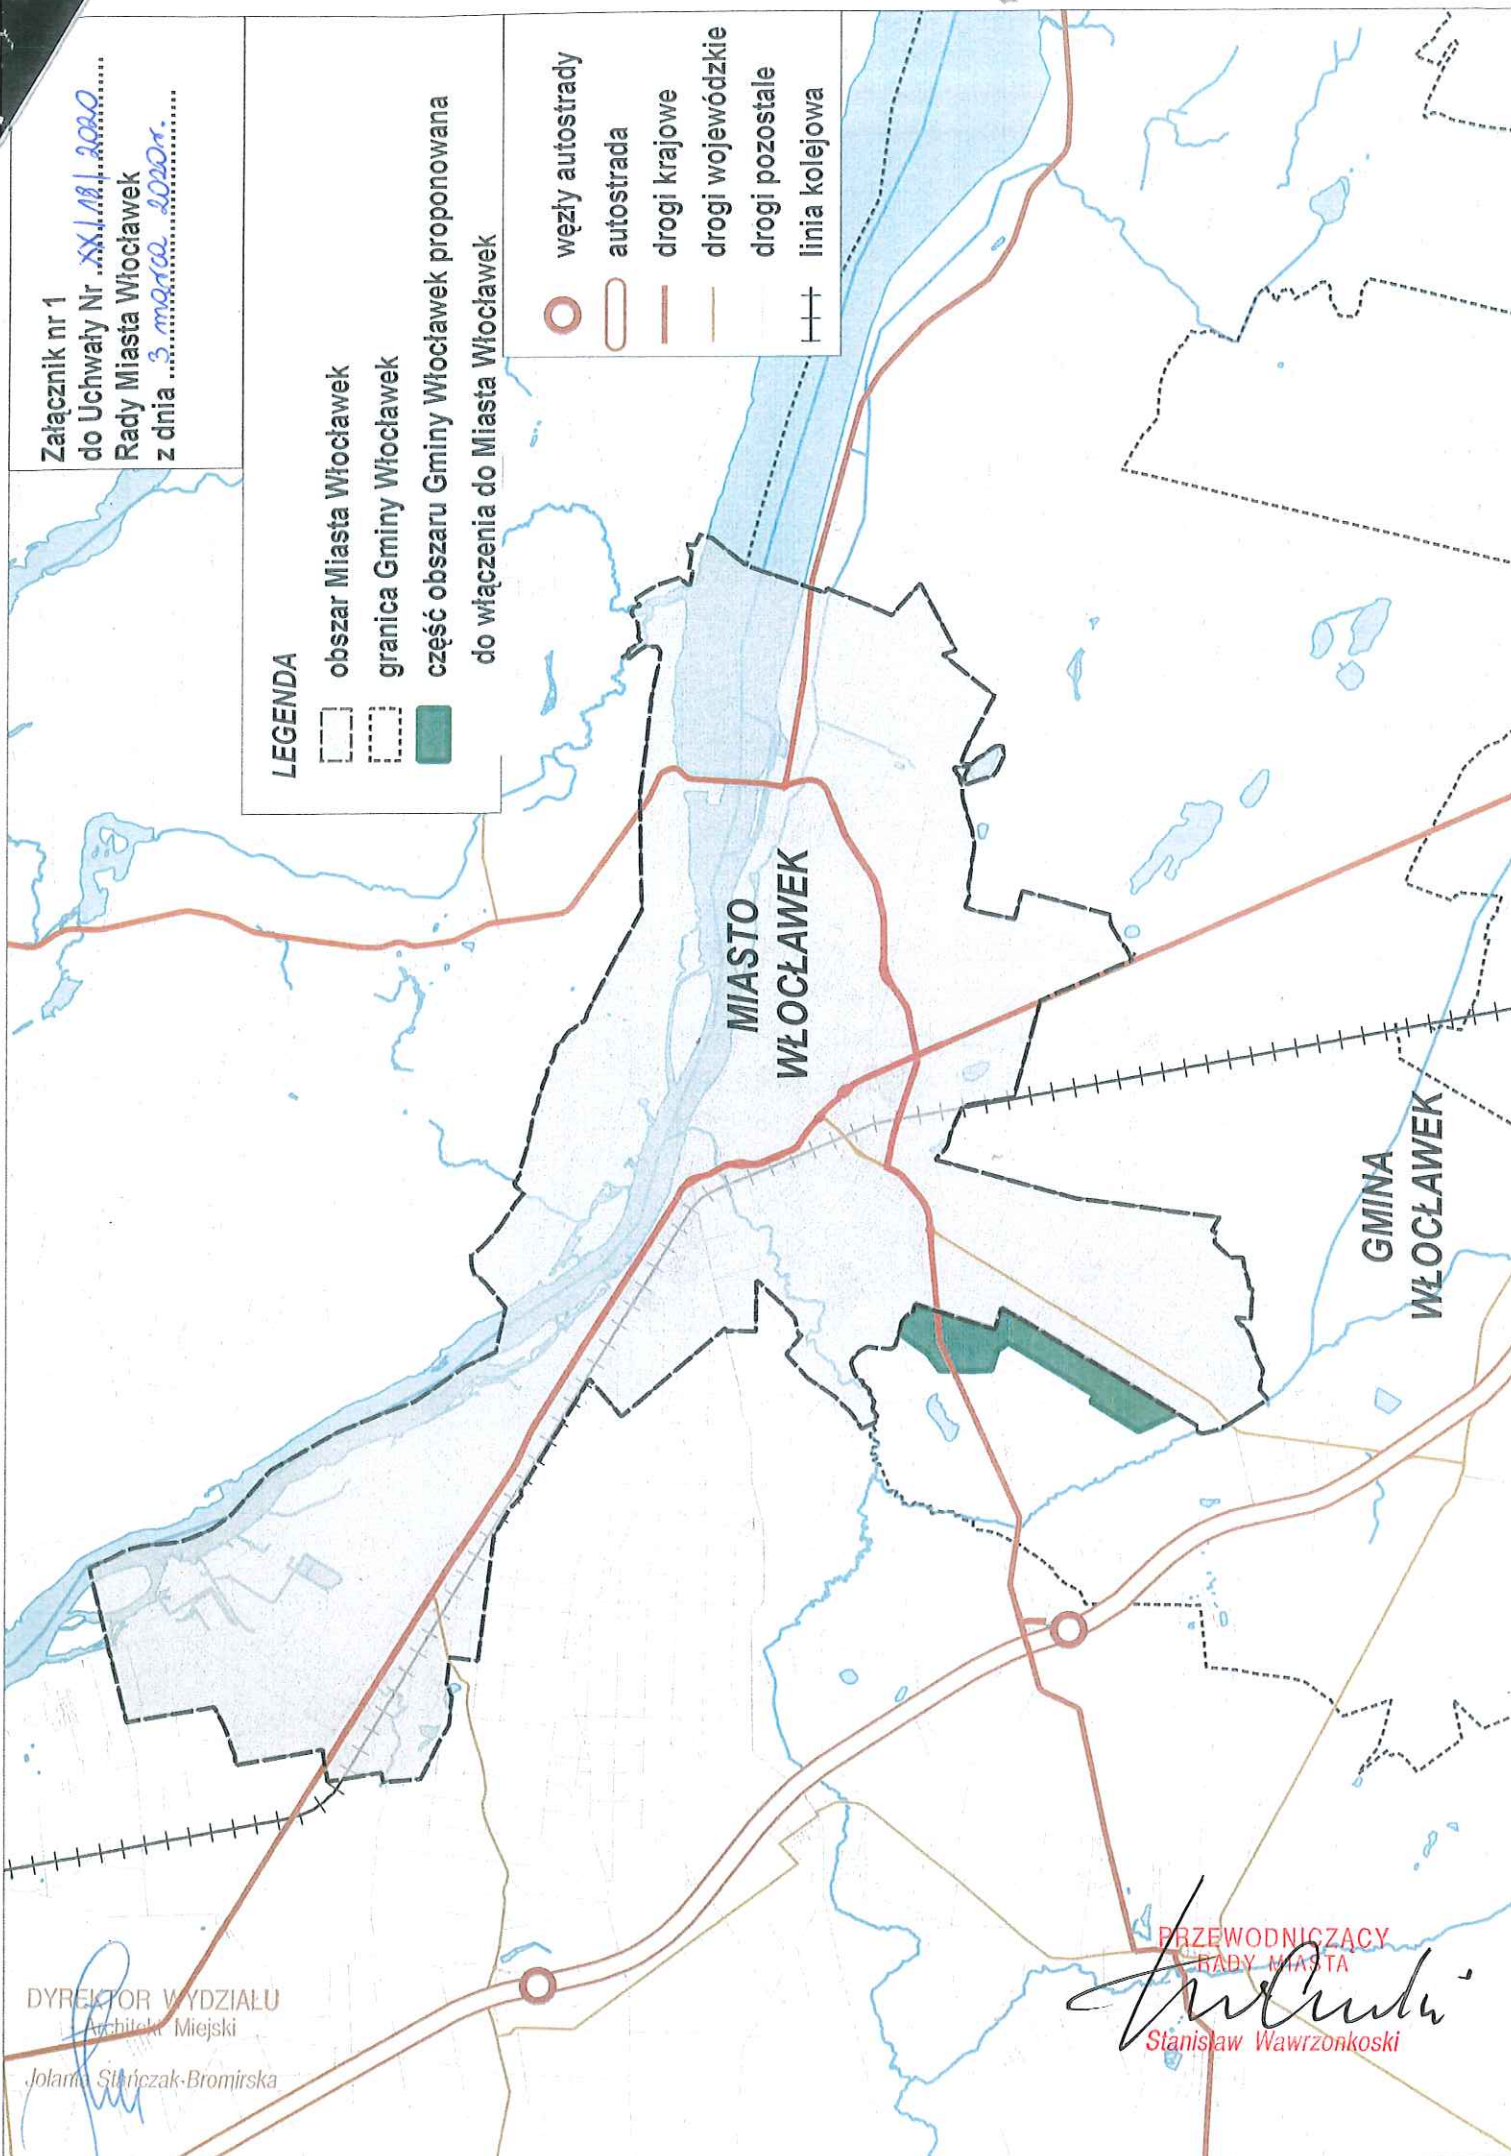 Załącznik nr 1
do Uchwały Nr XX/18/2020
Rady Miasta Włocławek
z dnia 3 marca 2020r.
LEGENDA
obszar Miasta Włocławek
granica Gminy Włocławek
część obszaru Gminy Włocławek proponowana
do włączenia do Miasta Włocławek
węzły autostrady
autostrada
drogi krajowe
drogi wojewódzkie
drogi pozostałe
linia kolejowa
MIASTO
WŁOCŁAWEK
GMINA
WŁOCŁAWEK
DYREKTOR WYDZIAŁU
Architekt Miejski
Jolanta Stańczak-Bromirska
PRZEWODNICZĄCY
RADY MIASTA
Stanisław Wawrzonkoski